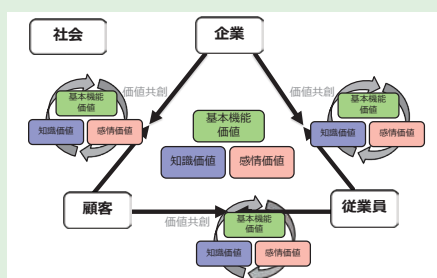 社会
企業
価値共創
価値共創
基本機能
価値
知識価値
感情価値
基本機能
価値
知識価値
感情価値
基本機能
価値
知識価値
感情価値
顧客
従業員
価値共創
基本機能
価値
知識価値
感情価値